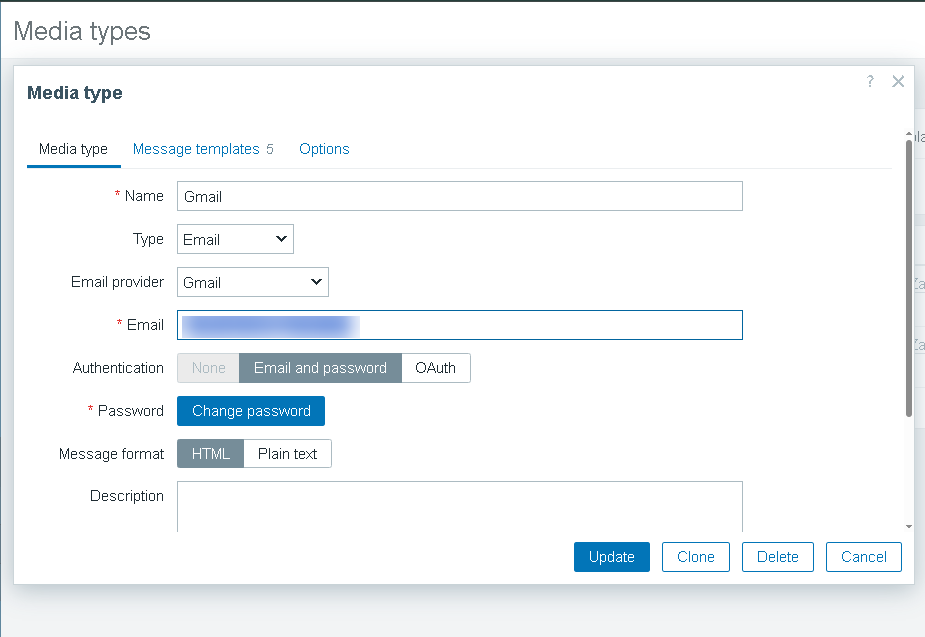 Media types
Media type
?
Media type Message templates 5 Options
* Name Gmail
Type Email
Email provider Gmail
* Email
Authentication None Email and password OAuth
* Password Change password
Message format HTML Plain text
Description
Update Clone Delete Cancel